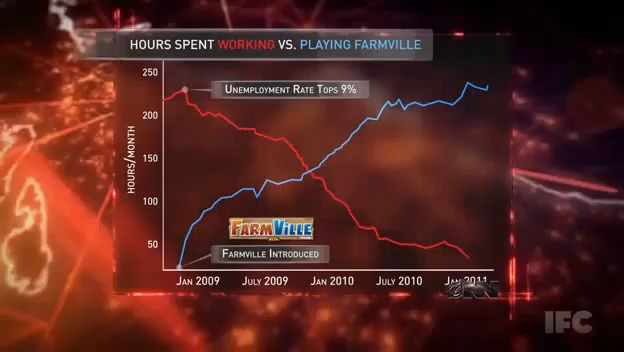 HOURS SPENT WORKING VS. PLAYING FARMVILLE
250
UNEMPLOYMENT RATE TOPS 9%
200
150
HOURS/MONTH
100
FARMVILLE
50
FARMVILLE INTRODUCED
JAN 2009 JULY 2009 JAN 2010 JULY 2010 JAN 2011
IFC